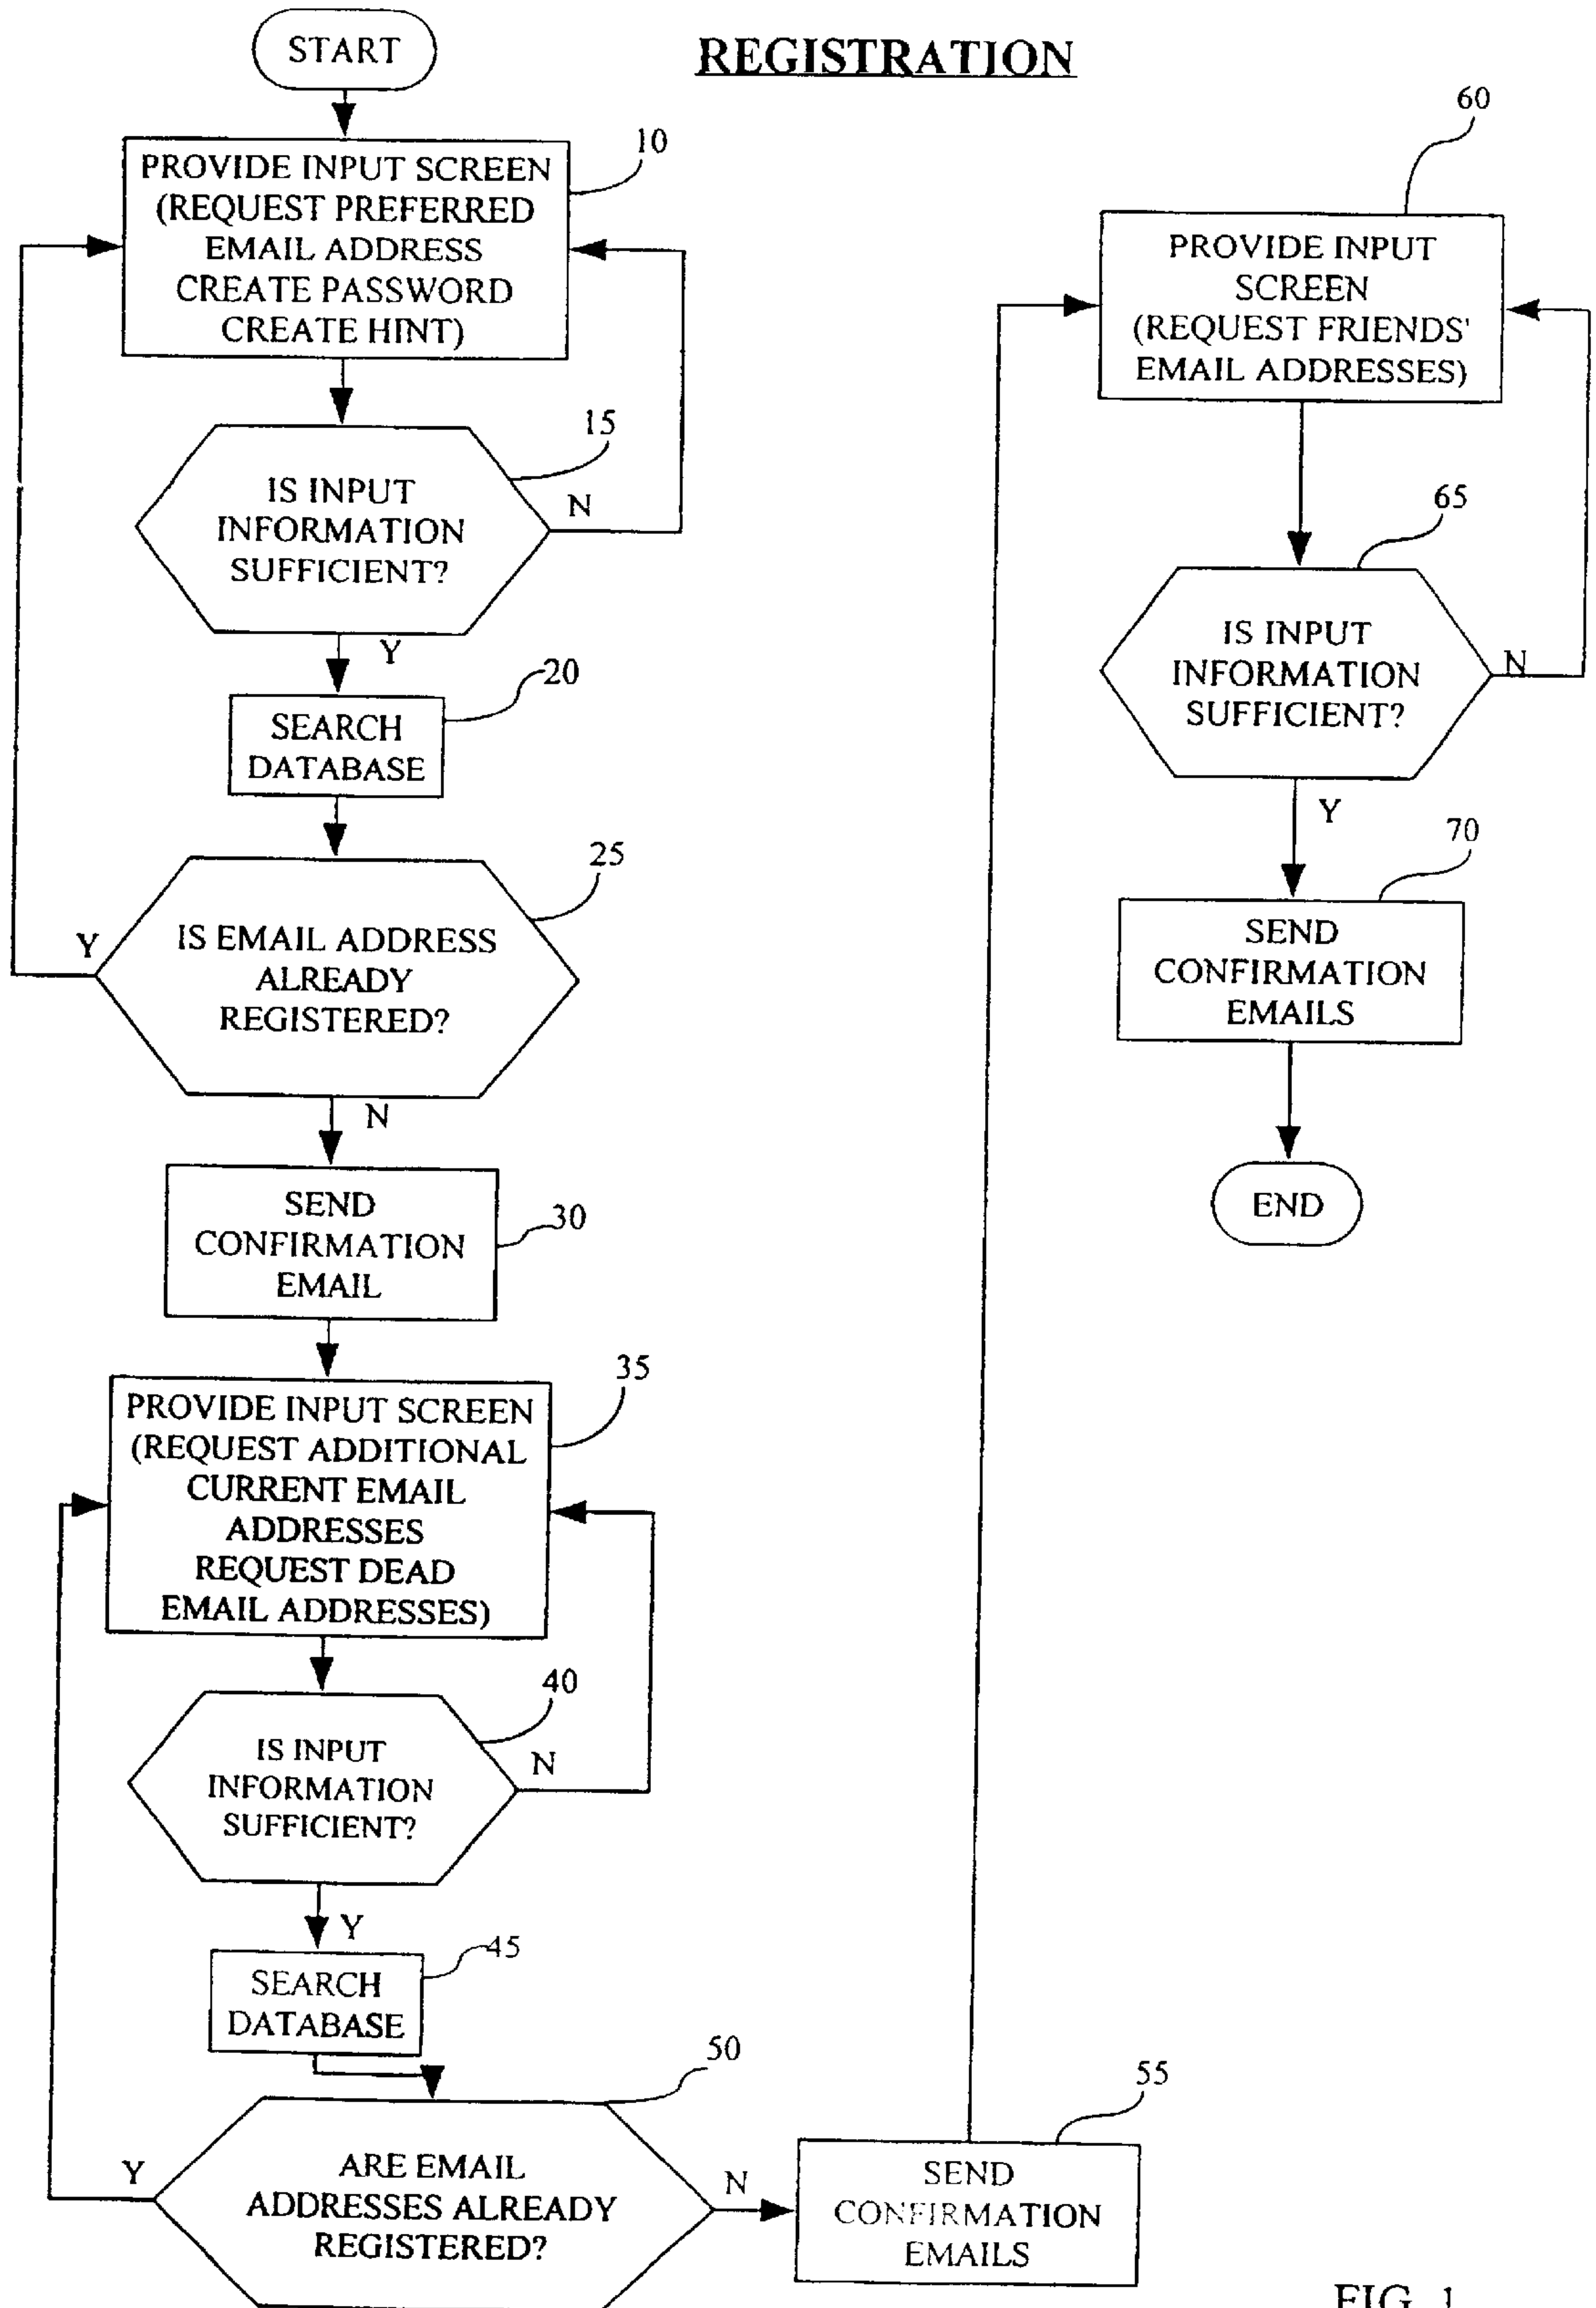 START
REGISTRATION
10
PROVIDE INPUT SCREEN
(REQUEST PREFERRED
EMAIL ADDRESS
CREATE PASSWORD
CREATE HINT)
15
IS INPUT
INFORMATION
SUFFICIENT?
N
Y
20
SEARCH
DATABASE
25
IS EMAIL ADDRESS
ALREADY
REGISTERED?
Y
N
SEND
CONFIRMATION
EMAIL
30
35
PROVIDE INPUT SCREEN
(REQUEST ADDITIONAL
CURRENT EMAIL
ADDRESSES
REQUEST DEAD
EMAIL ADDRESSES)
40
IS INPUT
INFORMATION
SUFFICIENT?
N
Y
45
SEARCH
DATABASE
50
ARE EMAIL
ADDRESSES ALREADY
REGISTERED?
Y
N
55
SEND
CONFIRMATION
EMAILS
60
PROVIDE INPUT
SCREEN
(REQUEST FRIENDS'
EMAIL ADDRESSES)
65
IS INPUT
INFORMATION
SUFFICIENT?
N
Y
70
SEND
CONFIRMATION
EMAILS
END
FIG. 1